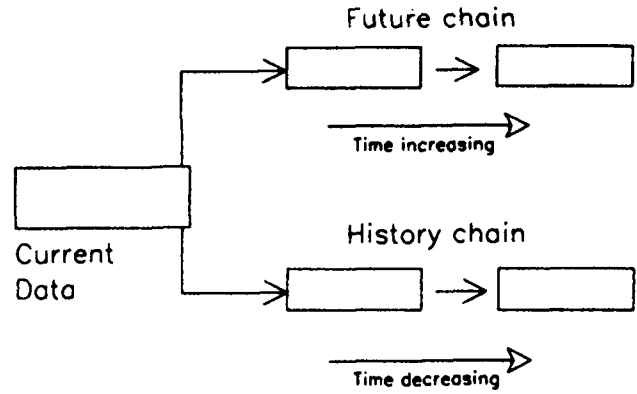 Future chain
Time increasing
Current
Data
History chain
Time decreasing